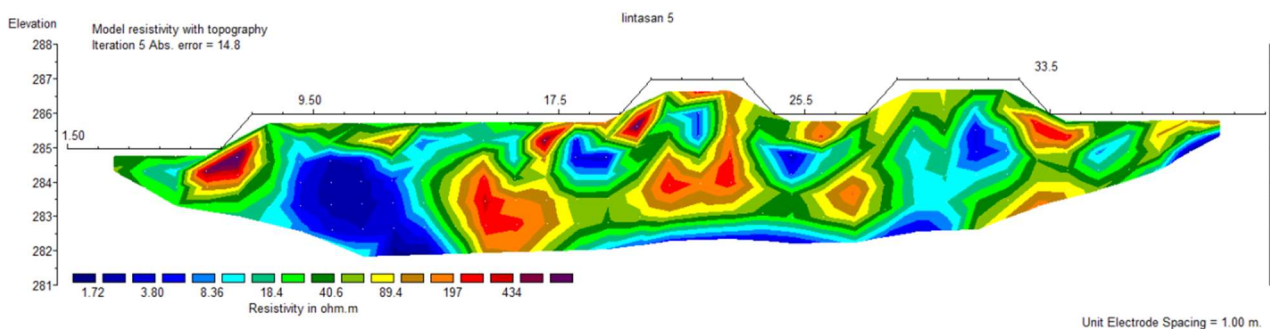 lintasan 5
Elevation
Model resistivity with topography
Iteration 5 Abs. error = 14.8
288
287
33.5
9.50 17.5 25.5
286
1.50
285
284
283
282
281
1.72 3.80 8.36 18.4 40.6 89.4 197 434
Resistivity in ohm.m
Unit Electrode Spacing = 1.00 m.